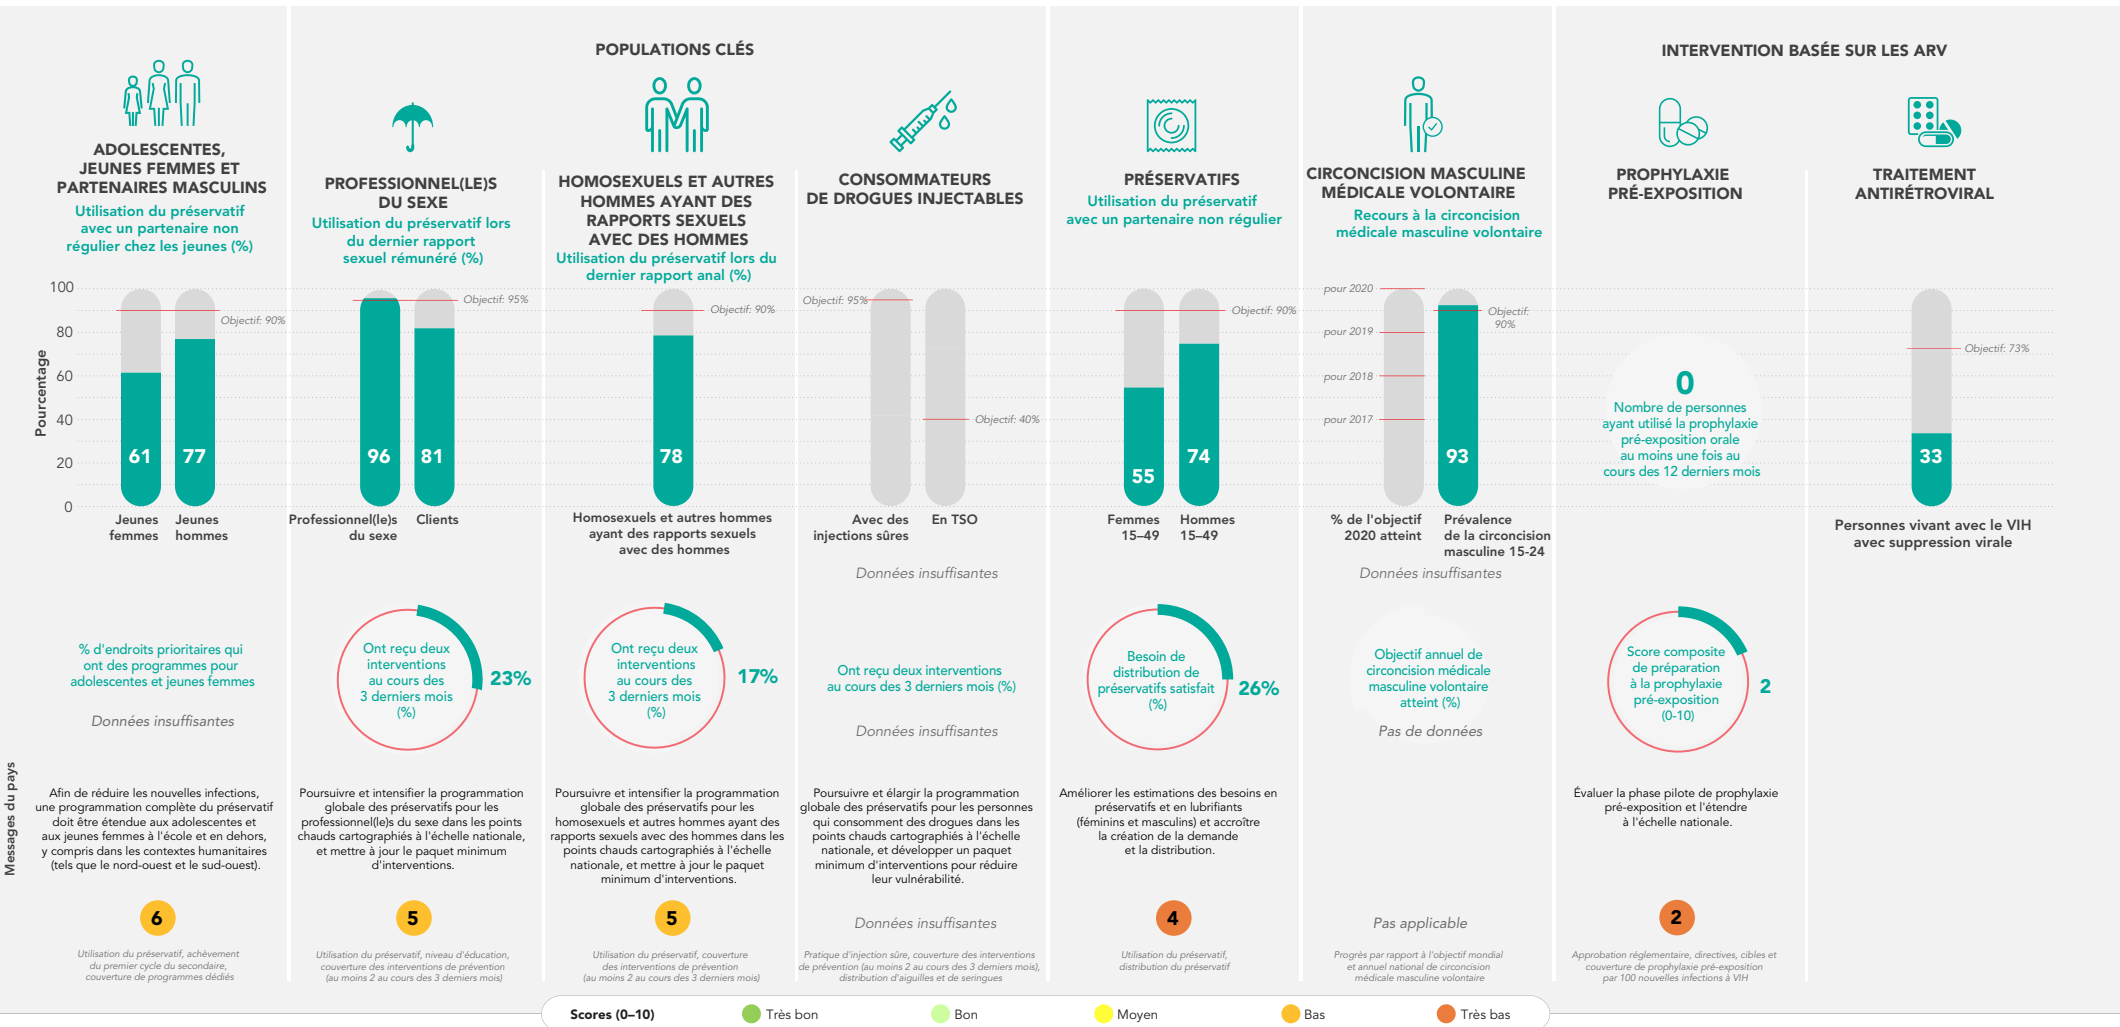 POPULATIONS CLÉS
INTERVENTION BASÉE SUR LES ARV
ADOLESCENTES,
JEUNES FEMMES ET
PARTENAIRES MASCULINS
Utilisation du préservatif
avec un partenaire non
régulier chez les jeunes (%)
PROFESSIONNEL(LE)S
DU SEXE
Utilisation du préservatif lors
du dernier rapport
sexuel rémunéré (%)
HOMOSEXUELS ET AUTRES
HOMMES AYANT DES
RAPPORTS SEXUELS
AVEC DES HOMMES
Utilisation du préservatif lors du
dernier rapport anal (%)
CONSOMMATEURS
DE DROGUES INJECTABLES
PRÉSERVATIFS
Utilisation du préservatif
avec un partenaire non régulier
CIRCONCISION MASCULINE
MÉDICALE VOLONTAIRE
Recours à la circoncision
médicale masculine volontaire
PROPHYLAXIE
PRÉ-EXPOSITION
TRAITEMENT
ANTIRÉTROVIRAL
Pourcentage
100
80
60
40
20
0
Objectif: 90%
61
77
Jeunes
femmes
Jeunes
hommes
Objectif: 95%
96
81
Professionnel(le)s
du sexe
Clients
Objectif: 90%
78
Homosexuels et autres hommes
ayant des rapports sexuels
avec des hommes
Objectif: 95%
Objectif: 40%
Avec des
injections sûres
En TSO
Données insuffisantes
Objectif: 90%
55
74
Femmes
15–49
Hommes
15–49
pour 2020
pour 2019
pour 2018
pour 2017
Objectif:
90%
93
% de l'objectif
2020 atteint
Prévalence
de la circoncision
masculine 15-24
Données insuffisantes
0
Nombre de personnes
ayant utilisé la prophylaxie
pré-exposition orale
au moins une fois au
cours des 12 derniers mois
Objectif: 73%
33
Personnes vivant avec le VIH
avec suppression virale
% d'endroits prioritaires qui
ont des programmes pour
adolescentes et jeunes femmes
Données insuffisantes
Ont reçu deux
interventions
au cours des
3 derniers mois
(%)
23%
Ont reçu deux
interventions
au cours des
3 derniers mois
(%)
17%
Ont reçu deux interventions
au cours des 3 derniers mois (%)
Données insuffisantes
Besoin de
distribution de
préservatifs satisfait
(%)
26%
Objectif annuel de
circoncision médicale
masculine volontaire
atteint (%)
Pas de données
Score composite
de préparation
à la prophylaxie
pré-exposition
(0-10)
2
Messages du pays
Afin de réduire les nouvelles infections,
une programmation complète du préservatif
doit être étendue aux adolescentes et
aux jeunes femmes à l'école et en dehors,
y compris dans les contextes humanitaires
(tels que le nord-ouest et le sud-ouest).
Poursuivre et intensifier la programmation
globale des préservatifs pour les
professionnel(le)s du sexe dans les points
chauds cartographiés à l'échelle nationale,
et mettre à jour le paquet minimum
d'interventions.
Poursuivre et intensifier la programmation
globale des préservatifs pour les
homosexuels et autres hommes ayant des
rapports sexuels avec des hommes dans les
points chauds cartographiés à l'échelle
nationale, et mettre à jour le paquet
minimum d'interventions.
Poursuivre et élargir la programmation
globale des préservatifs pour les personnes
qui consomment des drogues dans les
points chauds cartographiés à l'échelle
nationale, et développer un paquet
minimum d'interventions pour réduire
leur vulnérabilité.
Améliorer les estimations des besoins en
préservatifs et en lubrifiants
(féminins et masculins) et accroître
la création de la demande
et la distribution.
Évaluer la phase pilote de prophylaxie
pré-exposition et l'étendre
à l'échelle nationale.
6
Utilisation du préservatif, achèvement
du premier cycle du secondaire,
couverture de programmes dédiés
5
Utilisation du préservatif, niveau d'éducation,
couverture des interventions de prévention
(au moins 2 au cours des 3 derniers mois)
5
Utilisation du préservatif, couverture
des interventions de prévention
(au moins 2 au cours des 3 derniers mois)
Données insuffisantes
Pratique d'injection sûre, couverture des interventions
de prévention (au moins 2 au cours des 3 derniers mois),
distribution d'aiguilles et de seringues
4
Utilisation du préservatif,
distribution du préservatif
Pas applicable
Progrès par rapport à l'objectif mondial
et annuel national de circoncision
médicale masculine volontaire
2
Approbation réglementaire, directives, cibles et
couverture de prophylaxie pré-exposition
par 100 nouvelles infections à VIH
Scores (0–10)
Très bon
Bon
Moyen
Bas
Très bas